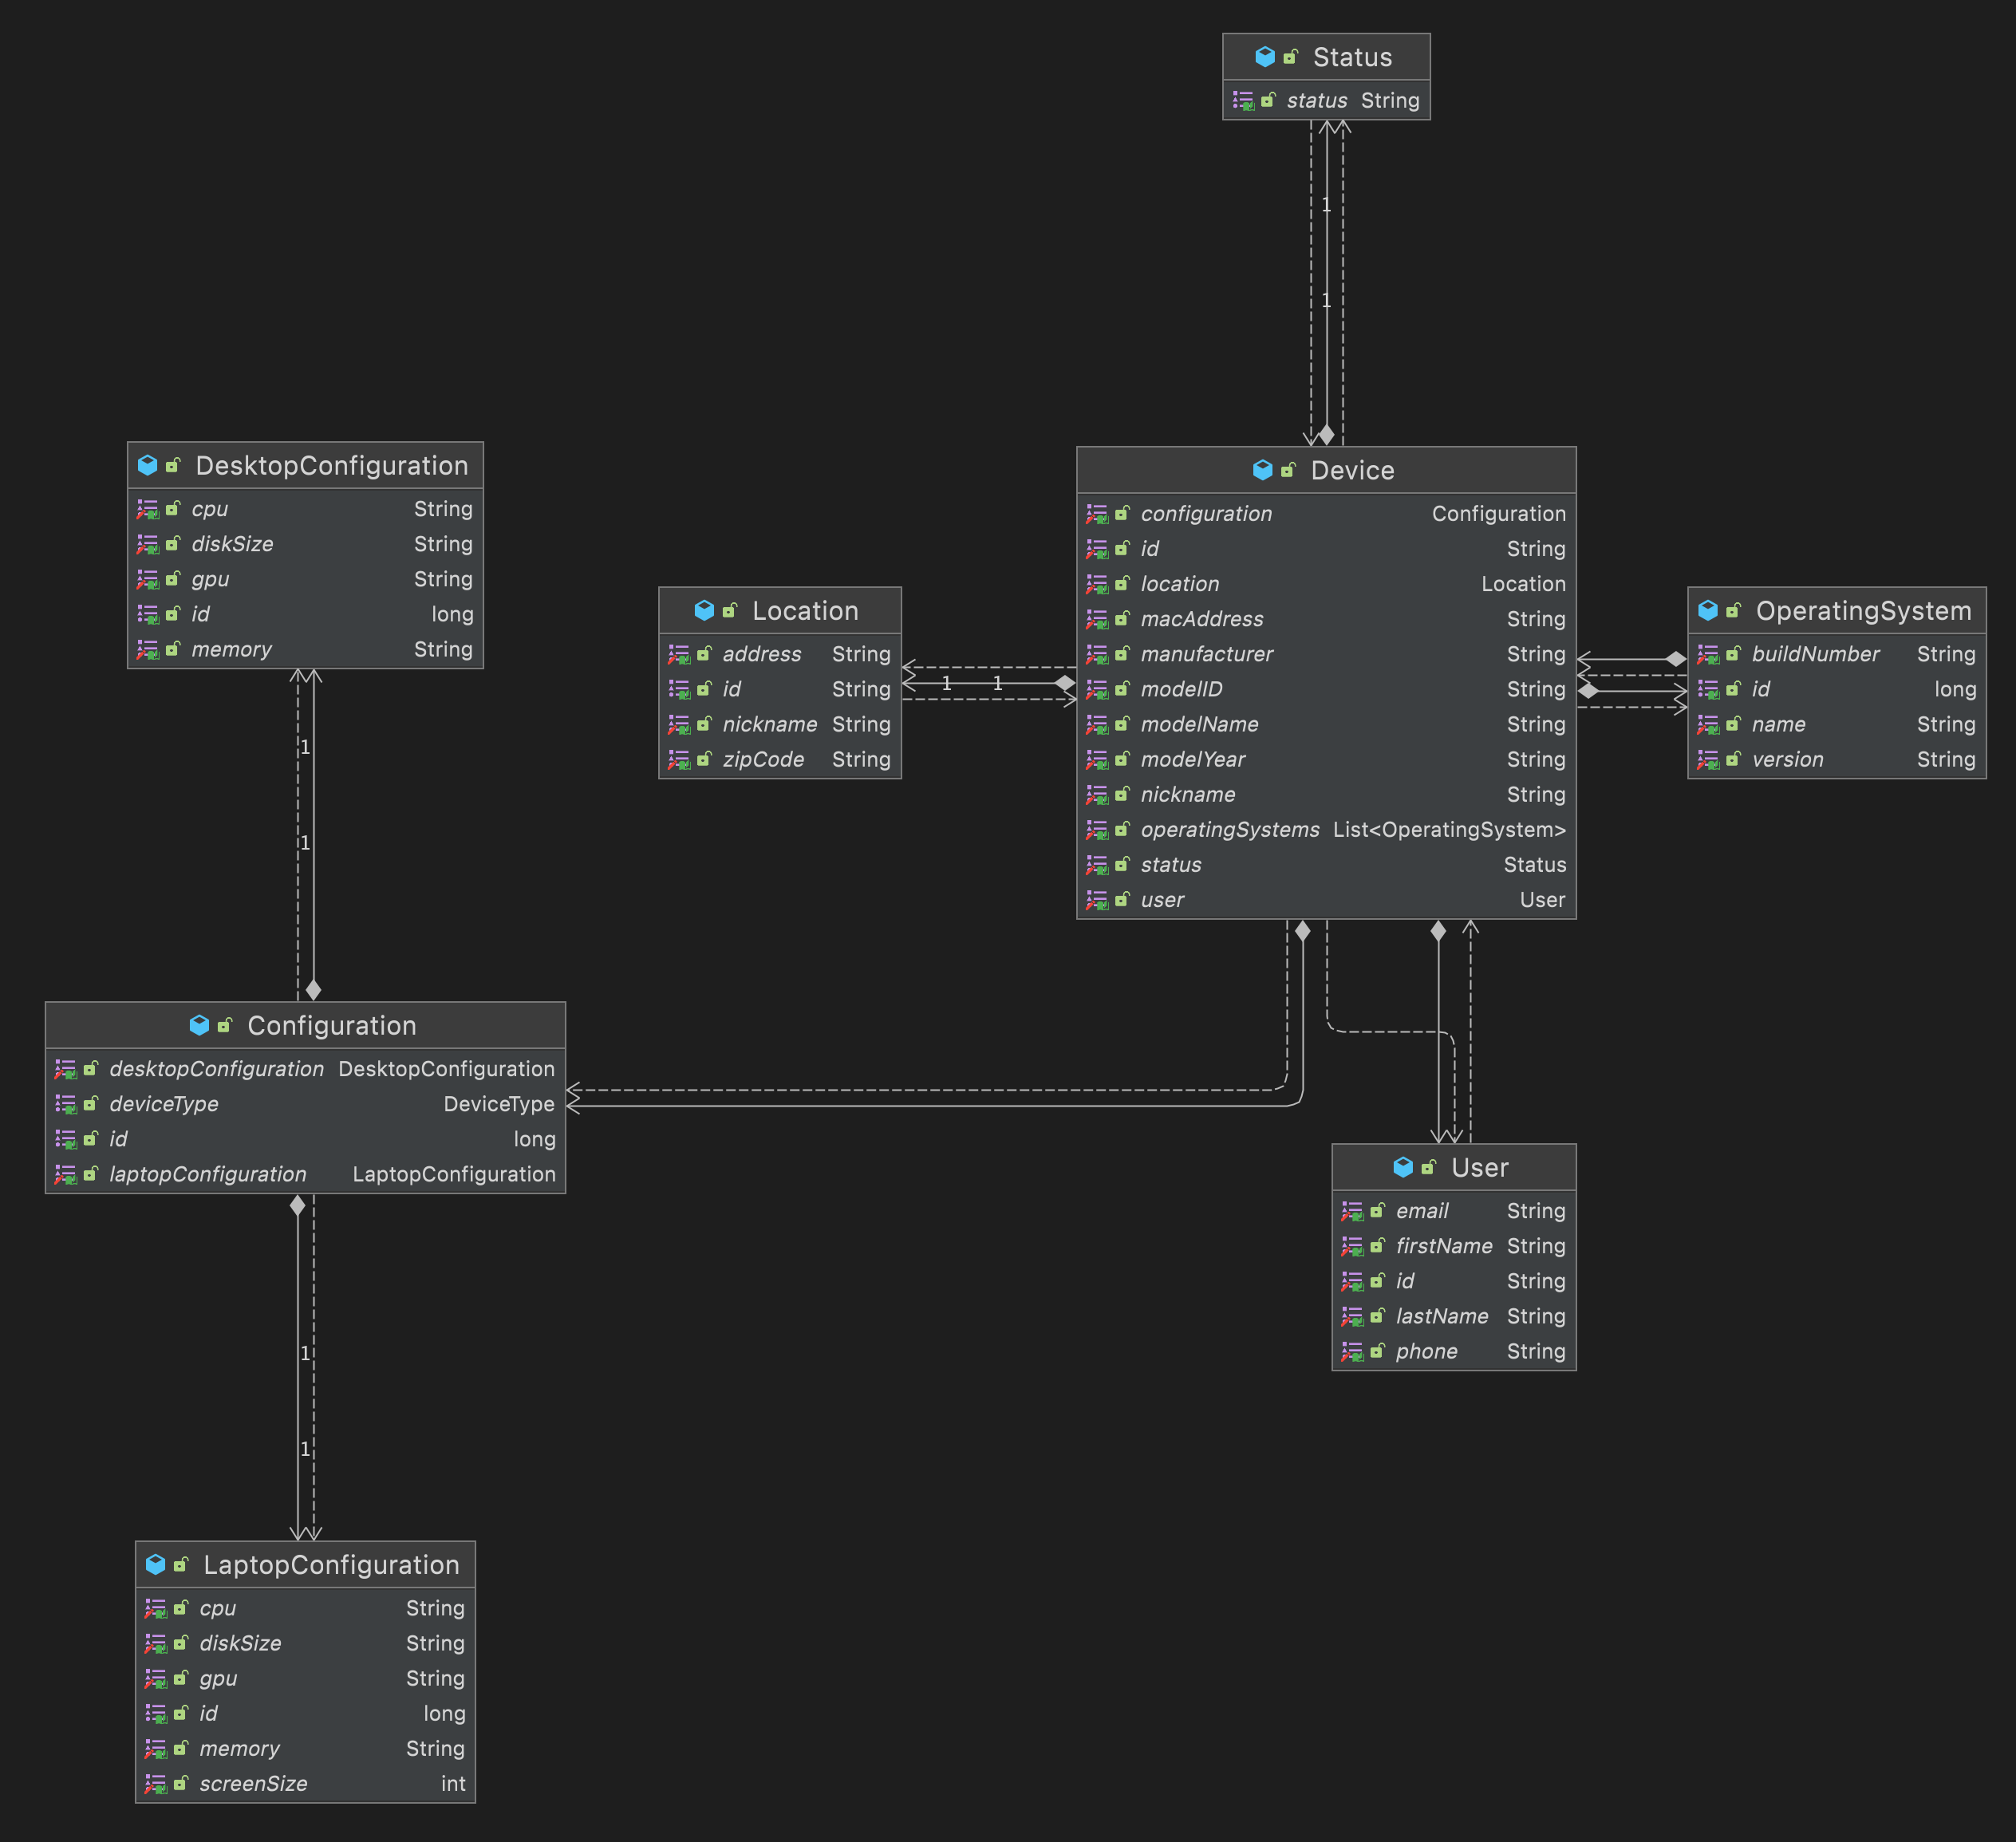 Status
status String
1
1
DesktopConfiguration
cpu String
diskSize String
gpu String
id long
memory String
1
1
Location
address String
id String
nickname String
zipCode String
1 1
Device
configuration Configuration
id String
location Location
macAddress String
manufacturer String
modelID String
modelName String
modelYear String
nickname String
operatingSystems List<OperatingSystem>
status Status
user User
OperatingSystem
buildNumber String
id long
name String
version String
Configuration
desktopConfiguration DesktopConfiguration
deviceType DeviceType
id long
laptopConfiguration LaptopConfiguration
1
1
User
email String
firstName String
id String
lastName String
phone String
LaptopConfiguration
cpu String
diskSize String
gpu String
id long
memory String
screenSize int